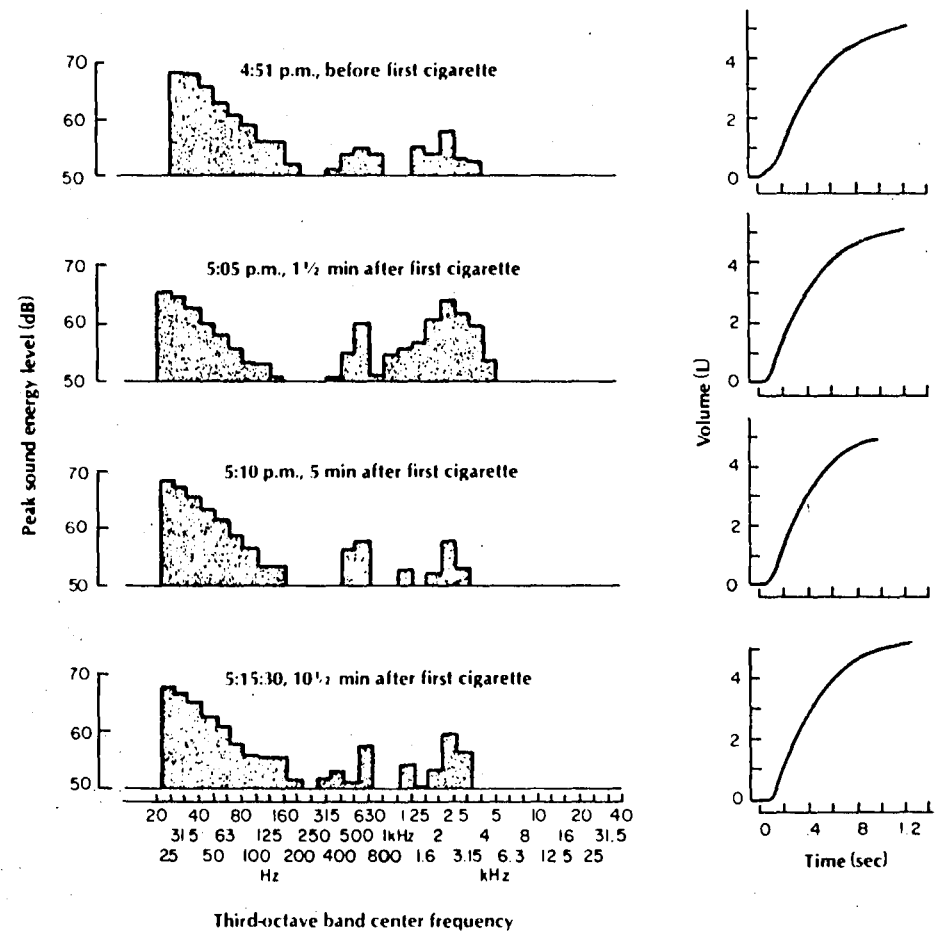 70
4:51 p.m., before first cigarette
60
50
4
2
0
70
5:05 p.m., 1½ min after first cigarette
60
50
4
2
0
Peak sound energy level (dB)
Volume (L)
70
5:10 p.m., 5 min after first cigarette
60
50
4
2
0
70
5:15:30, 10½ min after first cigarette
60
50
4
2
0
20 40 80 160 315 630 125 2.5 5 10 20 40
315 63 125 250 500 1kHz 2 4 8 16 31.5
25 50 100 200 400 800 1.6 3.15 6.3 12 5 25
Hz kHz
Third-octave band center frequency
0 .4 8 1.2
Time (sec)